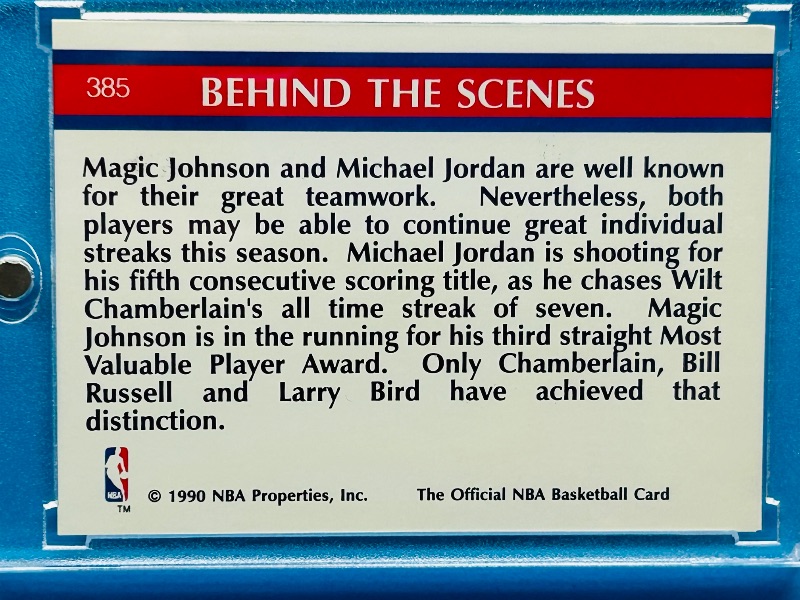 385 BEHIND THE SCENES
Magic Johnson and Michael Jordan are well known
for their great teamwork. Nevertheless, both
players may be able to continue great individual
streaks this season. Michael Jordan is shooting for
his fifth consecutive scoring title, as he chases Wilt
Chamberlain's all time streak of seven. Magic
Johnson is in the running for his third straight Most
Valuable Player Award. Only Chamberlain, Bill
Russell and Larry Bird have achieved that
distinction.
NBA
TM
© 1990 NBA Properties, Inc. The Official NBA Basketball Card